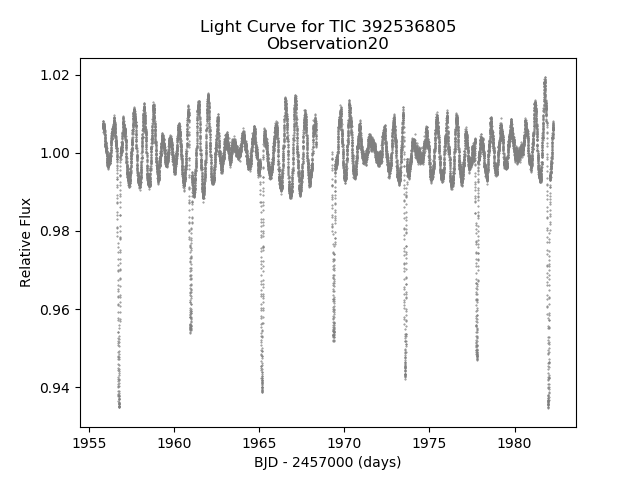 Light Curve for TIC 392536805
Observation20
1.02
1.00
0.98
0.96
0.94
Relative Flux
1955
1960
1965
1970
1975
1980
BJD - 2457000 (days)